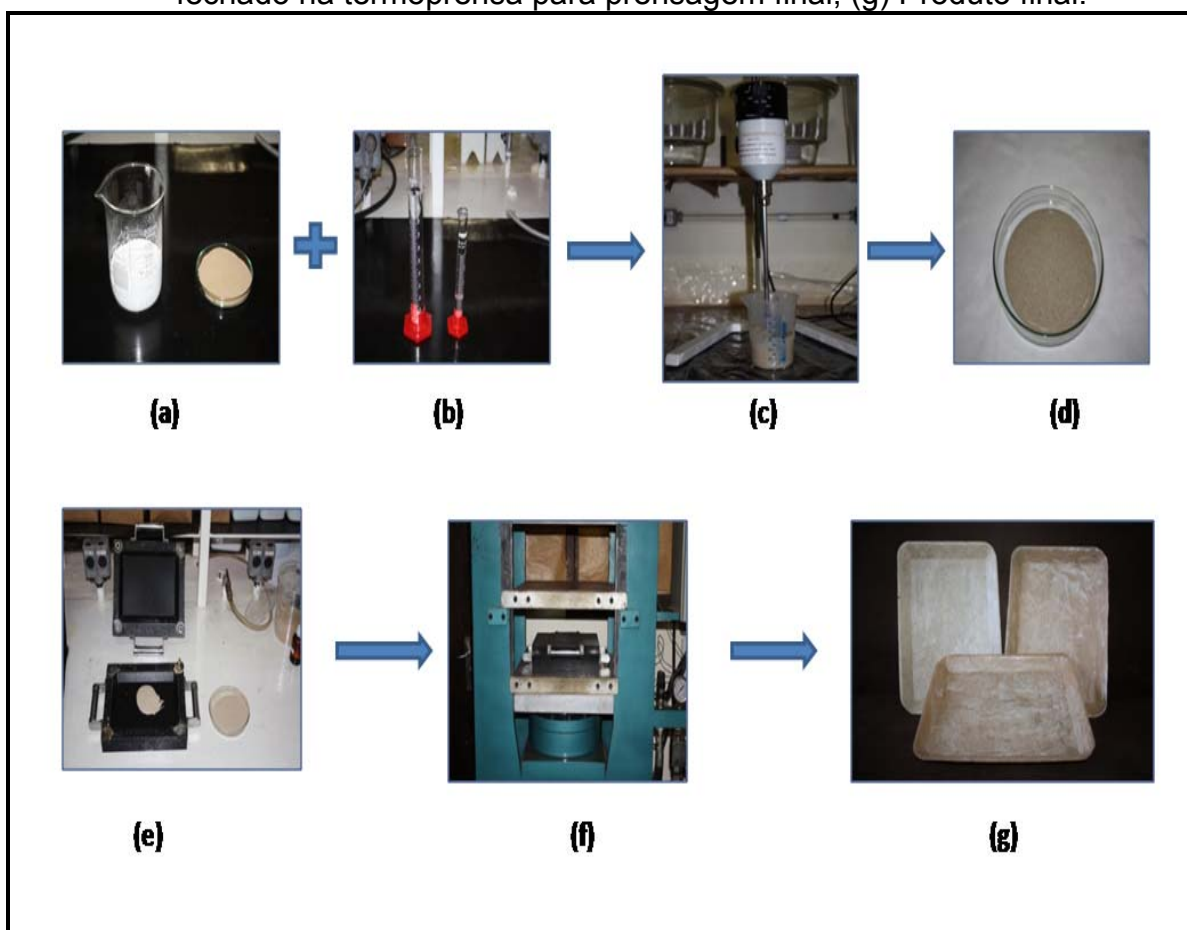 fechado na termoprensa para prensagem final; (g) Produto final.
(a)
(b)
(c)
(d)
(e)
(f)
(g)